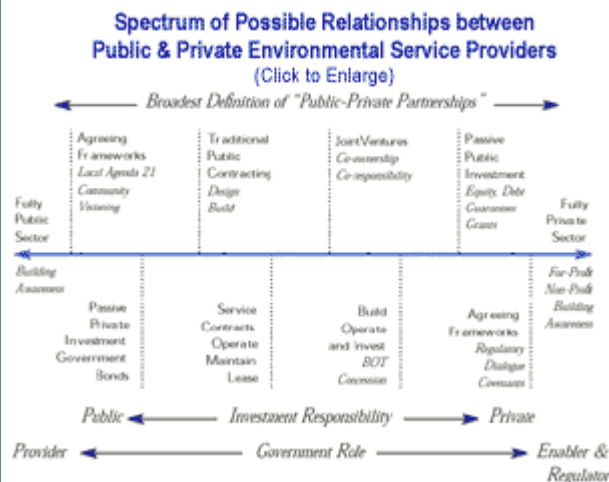 Spectrum of Possible Relationships between
Public & Private Environmental Service Providers
(Click to Enlarge)
Broadest Definition of "Public-Private Partnerships"
Agreeing
Frameworks
Local Agenda 21
Community
Visioning
Traditional
Public
Contracting
Design
Build
JointVentures
Co-ownership
Co-responsibility
Passive
Public
Investment
Equity, Debt
Guarantees
Grants
Fully
Public
Sector
Fully
Private
Sector
Building
Awareness
For-Profit
Non-Profit
Building
Awareness
Passive
Private
Investment
Government
Bonds
Service
Contracts
Operate
Maintain
Lease
Build
Operate
and Invest
BOT
Concession
Agreeing
Frameworks
Regulatory
Dialogue
Covenants
Public Investment Responsibility Private
Provider Government Role Enabler &
Regulator